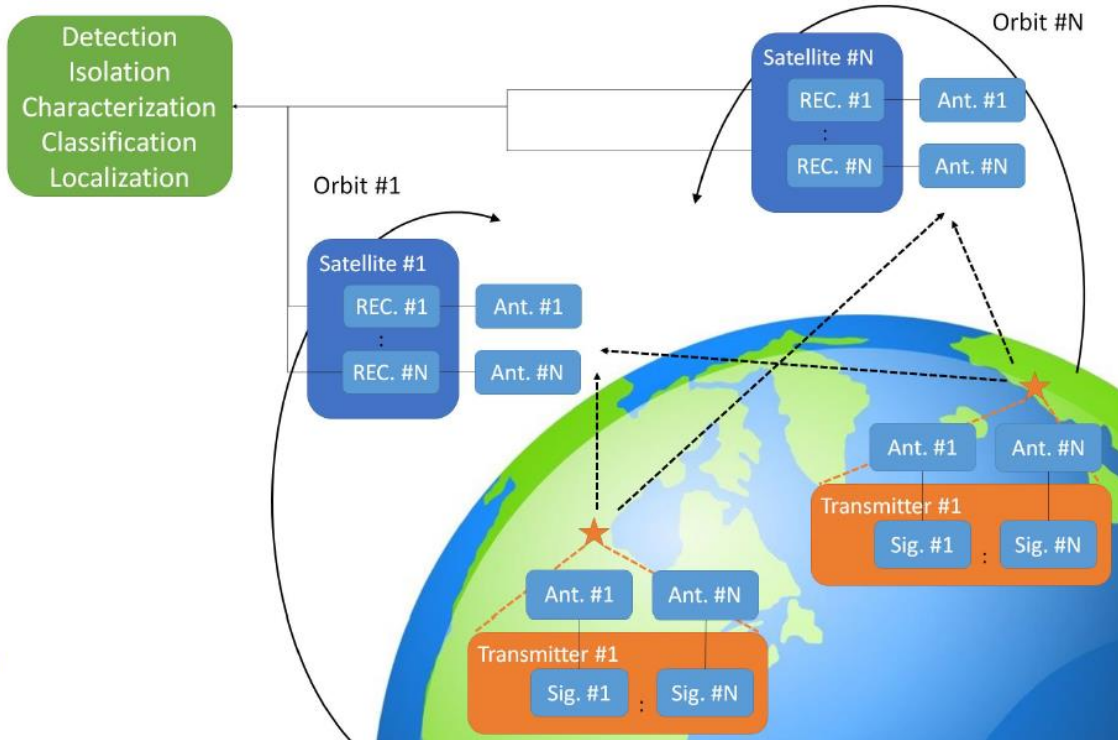 Detection
Isolation
Characterization
Classification
Localization
Orbit #N
Satellite #N
REC. #1
Ant. #1
:
REC. #N
Ant. #N
Orbit #1
Satellite #1
REC. #1
Ant. #1
:
REC. #N
Ant. #N
Ant. #1
Ant. #N
Transmitter #1
Sig. #1
:
Sig. #N
Ant. #1
Ant. #N
Transmitter #1
Sig. #1
:
Sig. #N